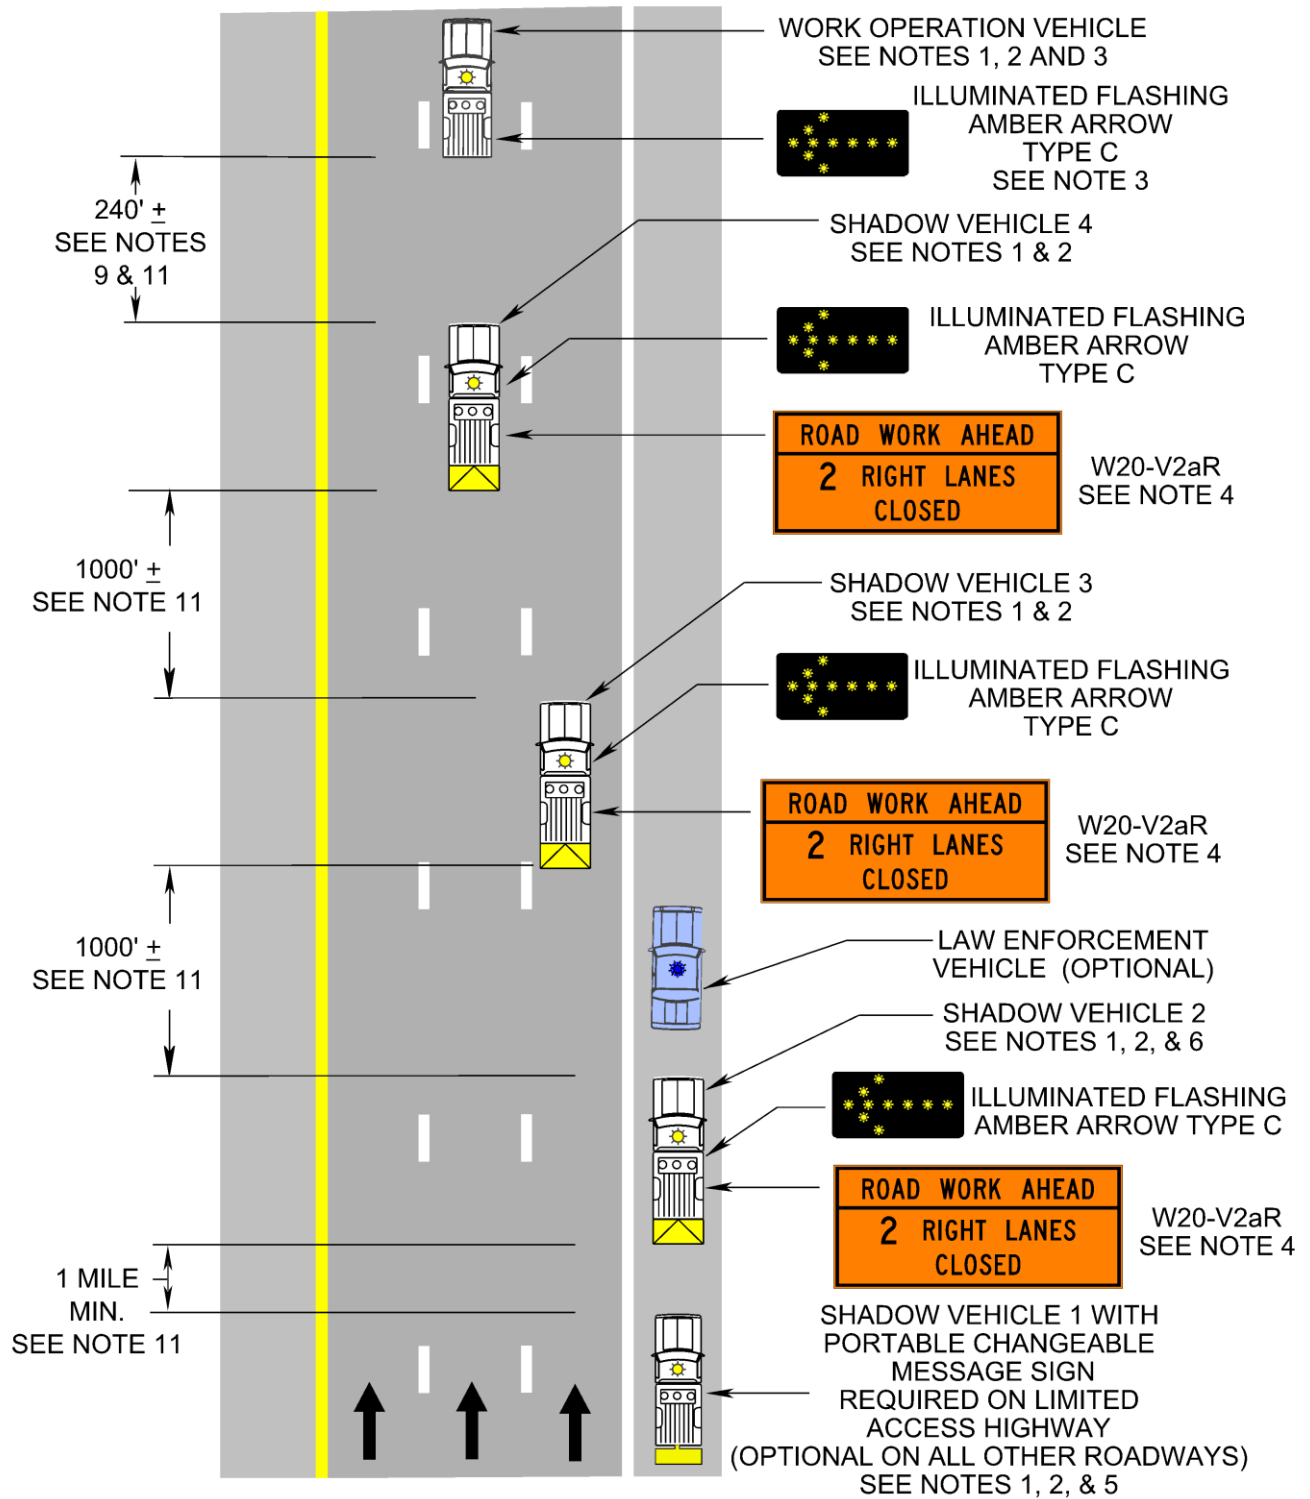 WORK OPERATION VEHICLE
SEE NOTES 1, 2 AND 3
ILLUMINATED FLASHING
AMBER ARROW
TYPE C
SEE NOTE 3
240' ±
SEE NOTES
9 & 11
SHADOW VEHICLE 4
SEE NOTES 1 & 2
ILLUMINATED FLASHING
AMBER ARROW
TYPE C
ROAD WORK AHEAD
2 RIGHT LANES
CLOSED
W20-V2aR
SEE NOTE 4
1000' ±
SEE NOTE 11
SHADOW VEHICLE 3
SEE NOTES 1 & 2
ILLUMINATED FLASHING
AMBER ARROW
TYPE C
ROAD WORK AHEAD
2 RIGHT LANES
CLOSED
W20-V2aR
SEE NOTE 4
1000' ±
SEE NOTE 11
LAW ENFORCEMENT
VEHICLE (OPTIONAL)
SHADOW VEHICLE 2
SEE NOTES 1, 2, & 6
ILLUMINATED FLASHING
AMBER ARROW TYPE C
ROAD WORK AHEAD
2 RIGHT LANES
CLOSED
W20-V2aR
SEE NOTE 4
1 MILE
MIN.
SEE NOTE 11
SHADOW VEHICLE 1 WITH
PORTABLE CHANGEABLE
MESSAGE SIGN
REQUIRED ON LIMITED
ACCESS HIGHWAY
(OPTIONAL ON ALL OTHER ROADWAYS)
SEE NOTES 1, 2, & 5